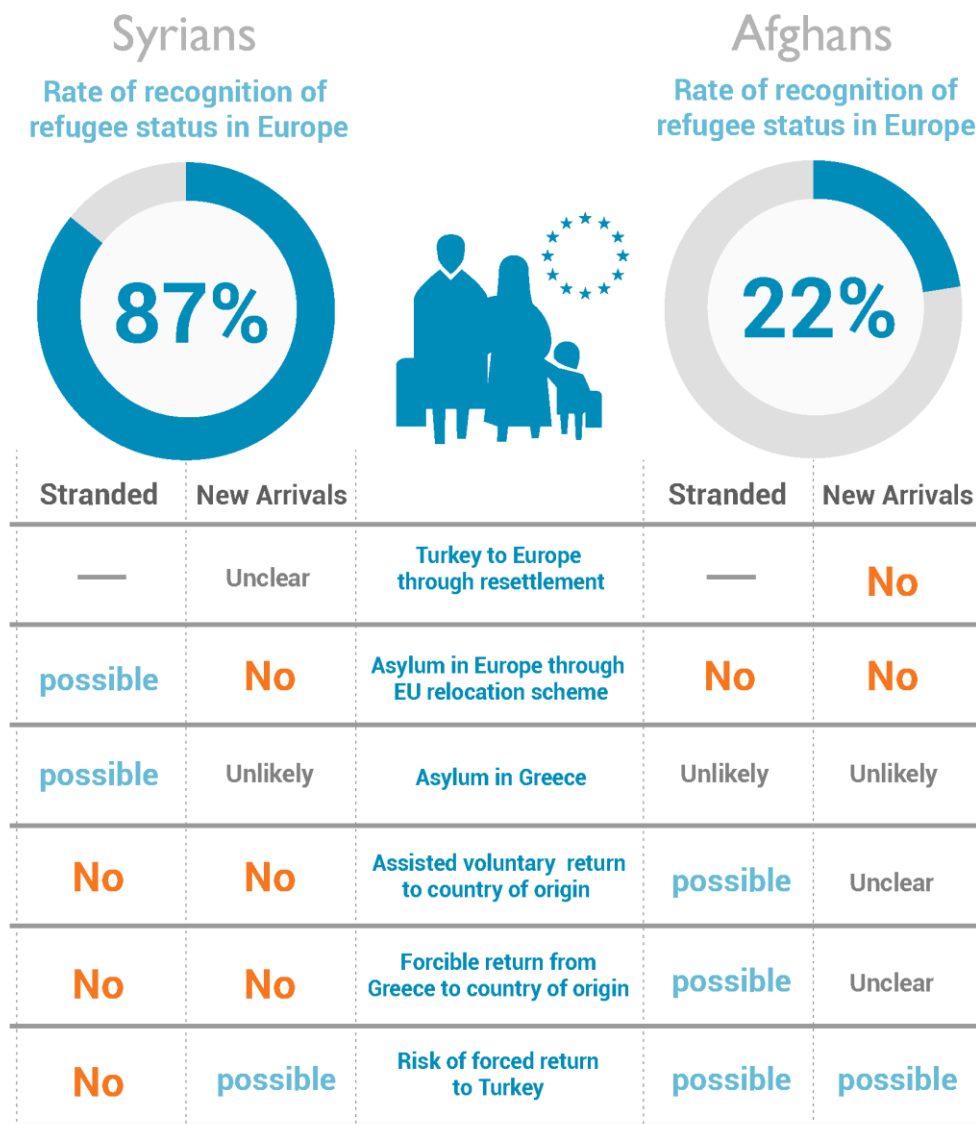 Syrians
Afghans
Rate of recognition of
refugee status in Europe
Rate of recognition of
refugee status in Europe
87%
22%
Stranded New Arrivals Stranded New Arrivals
— Unclear Turkey to Europe
through resettlement — No
possible No Asylum in Europe through
EU relocation scheme No No
possible Unlikely Asylum in Greece Unlikely Unlikely
No No Assisted voluntary return
to country of origin possible Unclear
No No Forcible return from
Greece to country of origin possible Unclear
No possible Risk of forced return
to Turkey possible possible